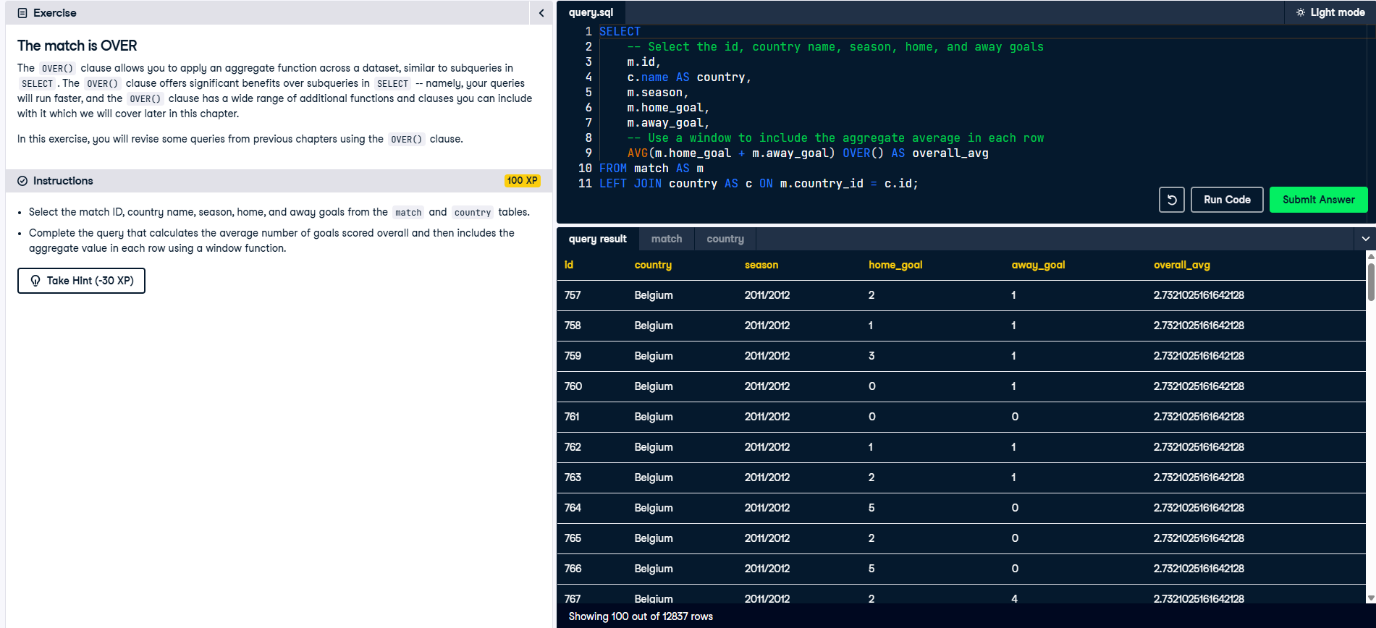 Exercise
The match is OVER
The OVER() clause allows you to apply an aggregate function across a dataset, similar to subqueries in
SELECT . The OVER() clause offers significant benefits over subqueries in SELECT -- namely, your queries
will run faster, and the OVER() clause has a wide range of additional functions and clauses you can include
with it which we will cover later in this chapter.
In this exercise, you will revise some queries from previous chapters using the OVER() clause.
Instructions
100 XP
• Select the match ID, country name, season, home, and away goals from the match and country tables.
• Complete the query that calculates the average number of goals scored overall and then includes the
aggregate value in each row using a window function.
Take Hint (-30 XP)
query.sql
Light mode
1 SELECT
2 -- Select the id, country name, season, home, and away goals
3 m.id,
4 c.name AS country,
5 m.season,
6 m.home_goal,
7 m.away_goal,
8 -- Use a window to include the aggregate average in each row
9 AVG(m.home_goal + m.away_goal) OVER() AS overall_avg
10 FROM match AS m
11 LEFT JOIN country AS c ON m.country_id = c.id;
Run Code Submit Answer
query result match country
id country season home_goal away_goal overall_avg
757 Belgium 2011/2012 2 1 2.7321025161642128
758 Belgium 2011/2012 1 1 2.7321025161642128
759 Belgium 2011/2012 3 1 2.7321025161642128
760 Belgium 2011/2012 0 1 2.7321025161642128
761 Belgium 2011/2012 0 0 2.7321025161642128
762 Belgium 2011/2012 1 1 2.7321025161642128
763 Belgium 2011/2012 2 1 2.7321025161642128
764 Belgium 2011/2012 5 0 2.7321025161642128
765 Belgium 2011/2012 2 0 2.7321025161642128
766 Belgium 2011/2012 5 0 2.7321025161642128
767 Belgium 2011/2012 2 4 2.7321025161642128
Showing 100 out of 12837 rows